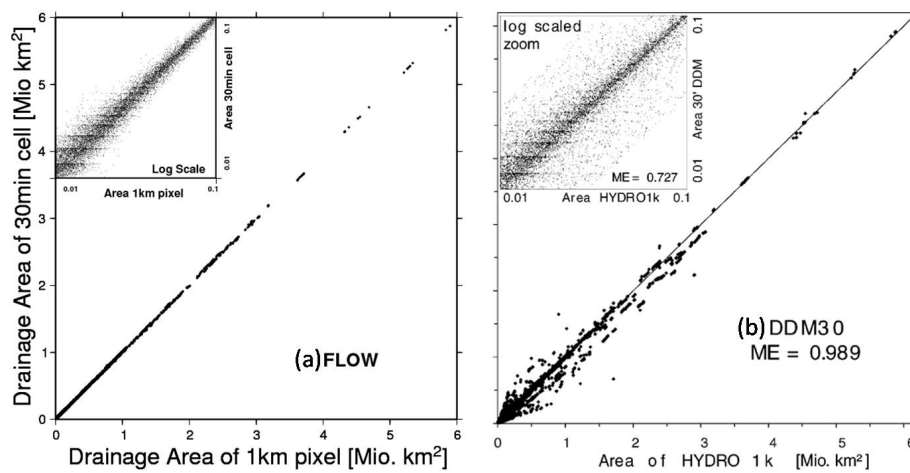 Drainage Area of 30min cell [Mio km²]
6
5
4
3
2
1
0
0 1 2 3 4 5 6
Drainage Area of 1km pixel [Mio. km²]
Log Scale
0.01 0.1
Area 1km pixel
0.1
Area 30min cell
0.01
(a) FLOW
log scaled
zoom
ME = 0.727
0.01 Area HYDRO1k 0.1
0.1
Area 30' DDM
0.01
(b) DDM30
ME = 0.989
0 1 2 3 4 5 6
Area of HYDRO 1k [Mio. km²]